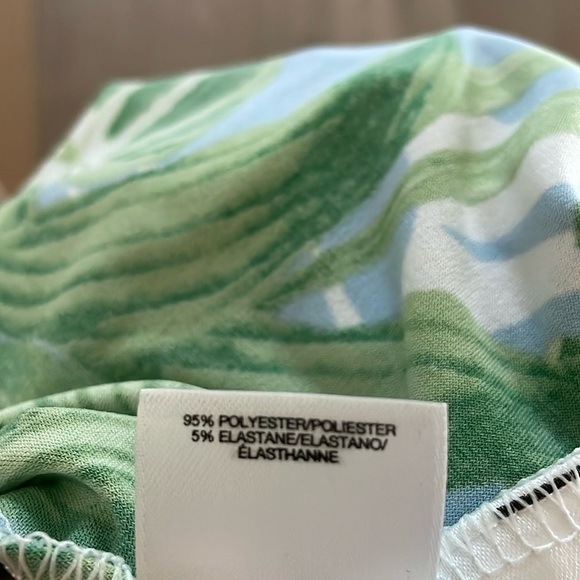 95% POLYESTER/POLIESTER
5% ELASTANE/ELASTANO/
ÉLASTHANNE